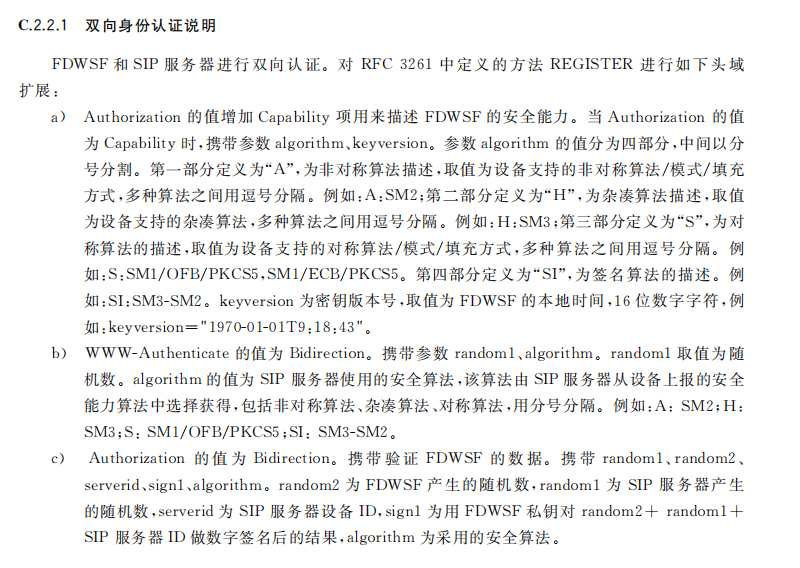 C.2.2.1 双向身份认证说明
FDWSF 和 SIP 服务器进行双向认证。对 RFC 3261 中定义的方法 REGISTER 进行如下头域
扩展:
a) Authorization 的值增加 Capability 项用来描述 FDWSF 的安全能力。当 Authorization 的值
为 Capability 时,携带参数 algorithm、keyversion。参数 algorithm 的值分为四部分,中间以分
号分割。第一部分定义为“A”,为非对称算法描述,取值为设备支持的非对称算法/模式/填充
方式,多种算法之间用逗号分隔。例如:A:SM2;第二部分定义为“H”,为杂凑算法描述,取值
为设备支持的杂凑算法,多种算法之间用逗号分隔。例如:H:SM3;第三部分定义为“S”,为对
称算法的描述,取值为设备支持的对称算法/模式/填充方式,多种算法之间用逗号分隔。例
如:S:SM1/OFB/PKCS5,SM1/ECB/PKCS5。第四部分定义为“SI”,为签名算法的描述。例
如:SI:SM3-SM2。keyversion 为密钥版本号,取值为 FDWSF 的本地时间,16 位数字字符,例
如:keyversion="1970-01-01T9:18:43"。
b) WWW-Authenticate 的值为 Bidirection。携带参数 random1、algorithm。random1 取值为随
机数。algorithm 的值为 SIP 服务器使用的安全算法,该算法由 SIP 服务器从设备上报的安全
能力算法中选择获得,包括非对称算法、杂凑算法、对称算法,用分号分隔。例如:A: SM2;H:
SM3;S: SM1/OFB/PKCS5;SI: SM3-SM2。
c) Authorization 的值为 Bidirection。携带验证 FDWSF 的数据。携带 random1、random2、
serverid、sign1、algorithm。random2 为 FDWSF 产生的随机数,random1 为 SIP 服务器产生
的随机数,serverid 为 SIP 服务器设备 ID,sign1 为用 FDWSF 私钥对 random2+ random1+
SIP 服务器 ID 做数字签名后的结果,algorithm 为采用的安全算法。